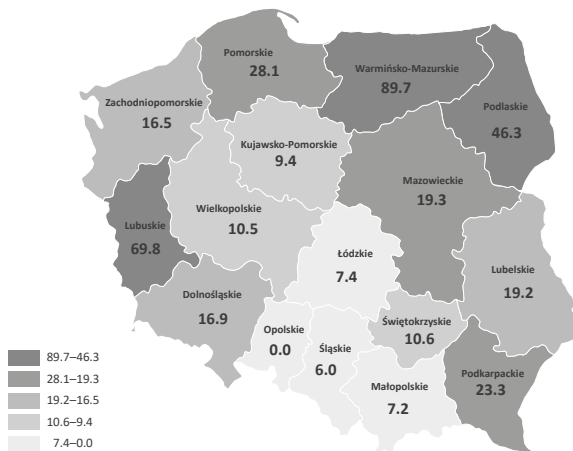 Pomorskie
28.1
Warmińsko-Mazurskie
89.7
Podlaskie
46.3
Zachodniopomorskie
16.5
Kujawsko-Pomorskie
9.4
Mazowieckie
19.3
Wielkopolskie
10.5
Lubuskie
69.8
Łódzkie
7.4
Lubelskie
19.2
Dolnośląskie
16.9
Opolskie
0.0
Śląskie
6.0
Świętokrzyskie
10.6
Małopolskie
7.2
Podkarpackie
23.3
89.7–46.3
28.1–19.3
19.2–16.5
10.6–9.4
7.4–0.0